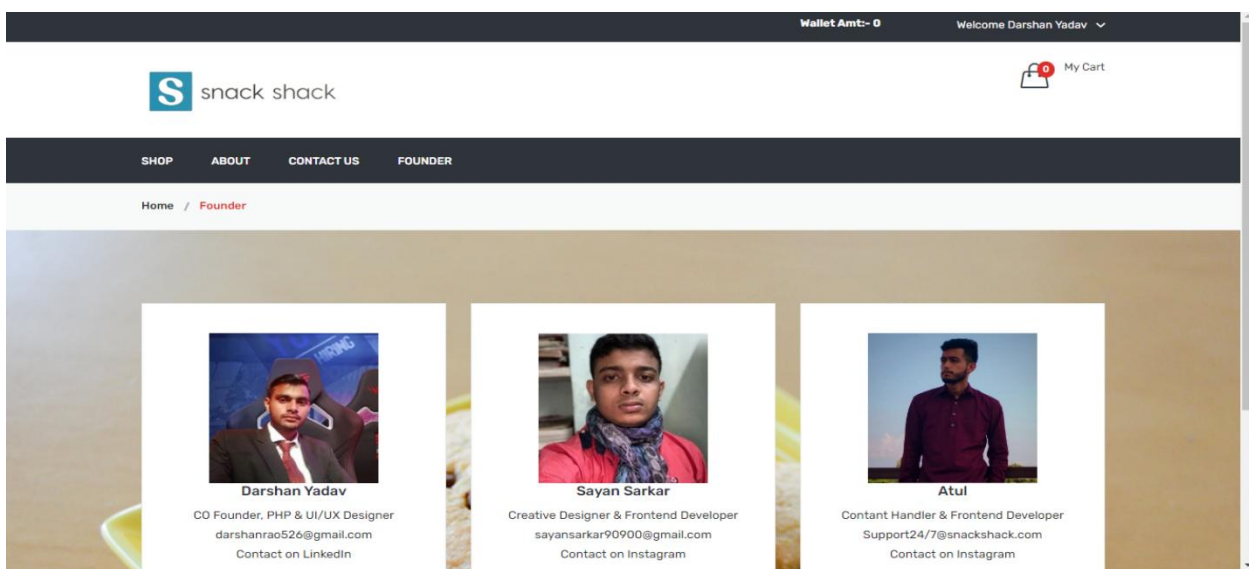 Wallet Amt:- 0 Welcome Darshan Yadav
S snack shack
0 My Cart
SHOP ABOUT CONTACT US FOUNDER
Home / Founder
HIRING
Darshan Yadav
CO Founder, PHP & UI/UX Designer
darshanrao526@gmail.com
Contact on LinkedIn
Sayan Sarkar
Creative Designer & Frontend Developer
sayansarkar90900@gmail.com
Contact on Instagram
Atul
Contant Handler & Frontend Developer
Support24/7@snackshack.com
Contact on Instagram